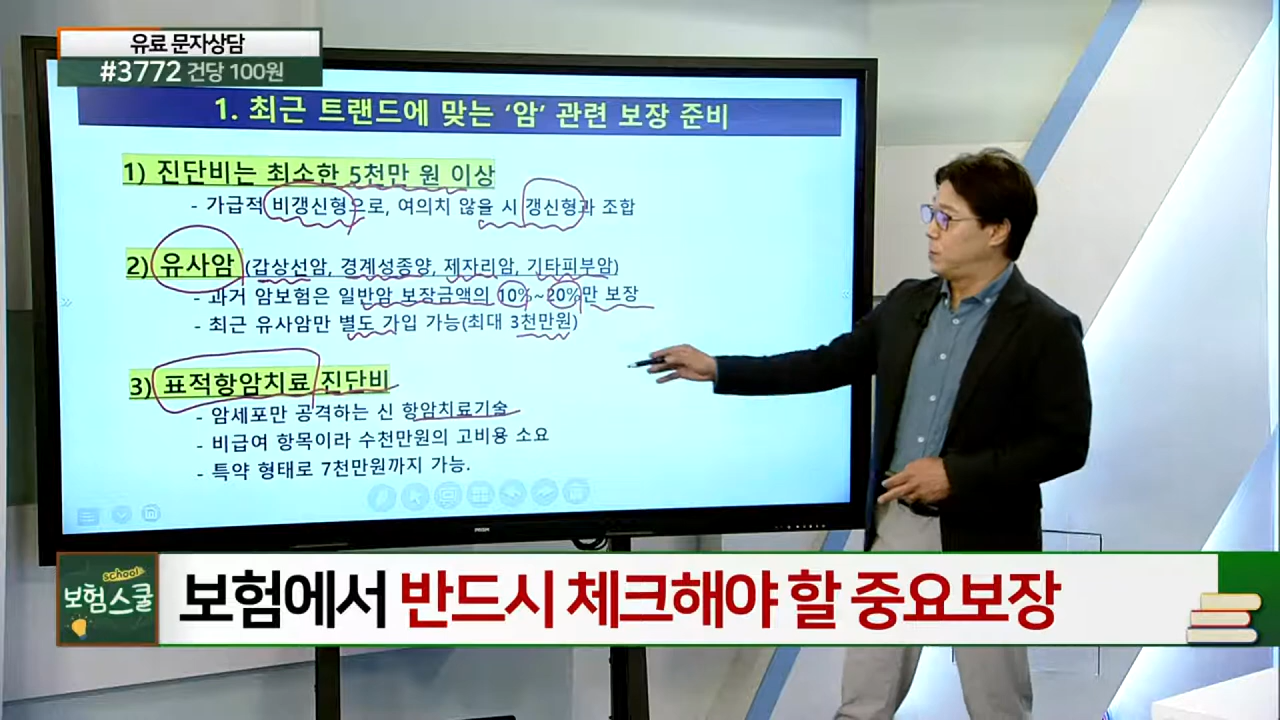 유료 문자상담
#3772 건당 100원
1. 최근 트랜드에 맞는 ‘암’ 관련 보장 준비
1) 진단비는 최소한 5천만 원 이상
- 가급적 비갱신형으로, 여의치 않을 시 갱신형과 조합
2) 유사암 (갑상선암, 경계성종양, 제자리암, 기타피부암)
- 과거 암보험은 일반암 보장금액의 10%~20%만 보장
- 최근 유사암만 별도 가입 가능(최대 3천만원)
3) 표적항암치료 진단비
- 암세포만 공격하는 신 항암치료기술
- 비급여 항목이라 수천만원의 고비용 소요
- 특약 형태로 7천만원까지 가능.
PRISM
school
보험스쿨
보험에서 반드시 체크해야 할 중요보장